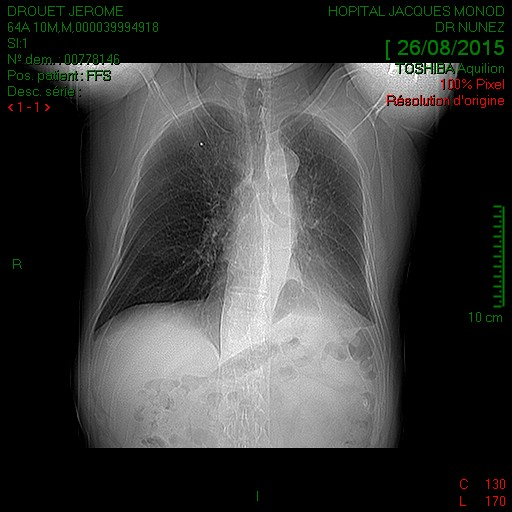 DROUET JEROME
64A 10M,M,000039994918
SI:1
N° dem. : 00778146
Pos. patient : FFS
Desc. série :
< 1 - 1 >
HOPITAL JACQUES MONOD
DR NUNEZ
[ 26/08/2015
TOSHIBA Aquilion
100% Pixel
Résolution d'origine
R
10 cm
I
C 130
L 170